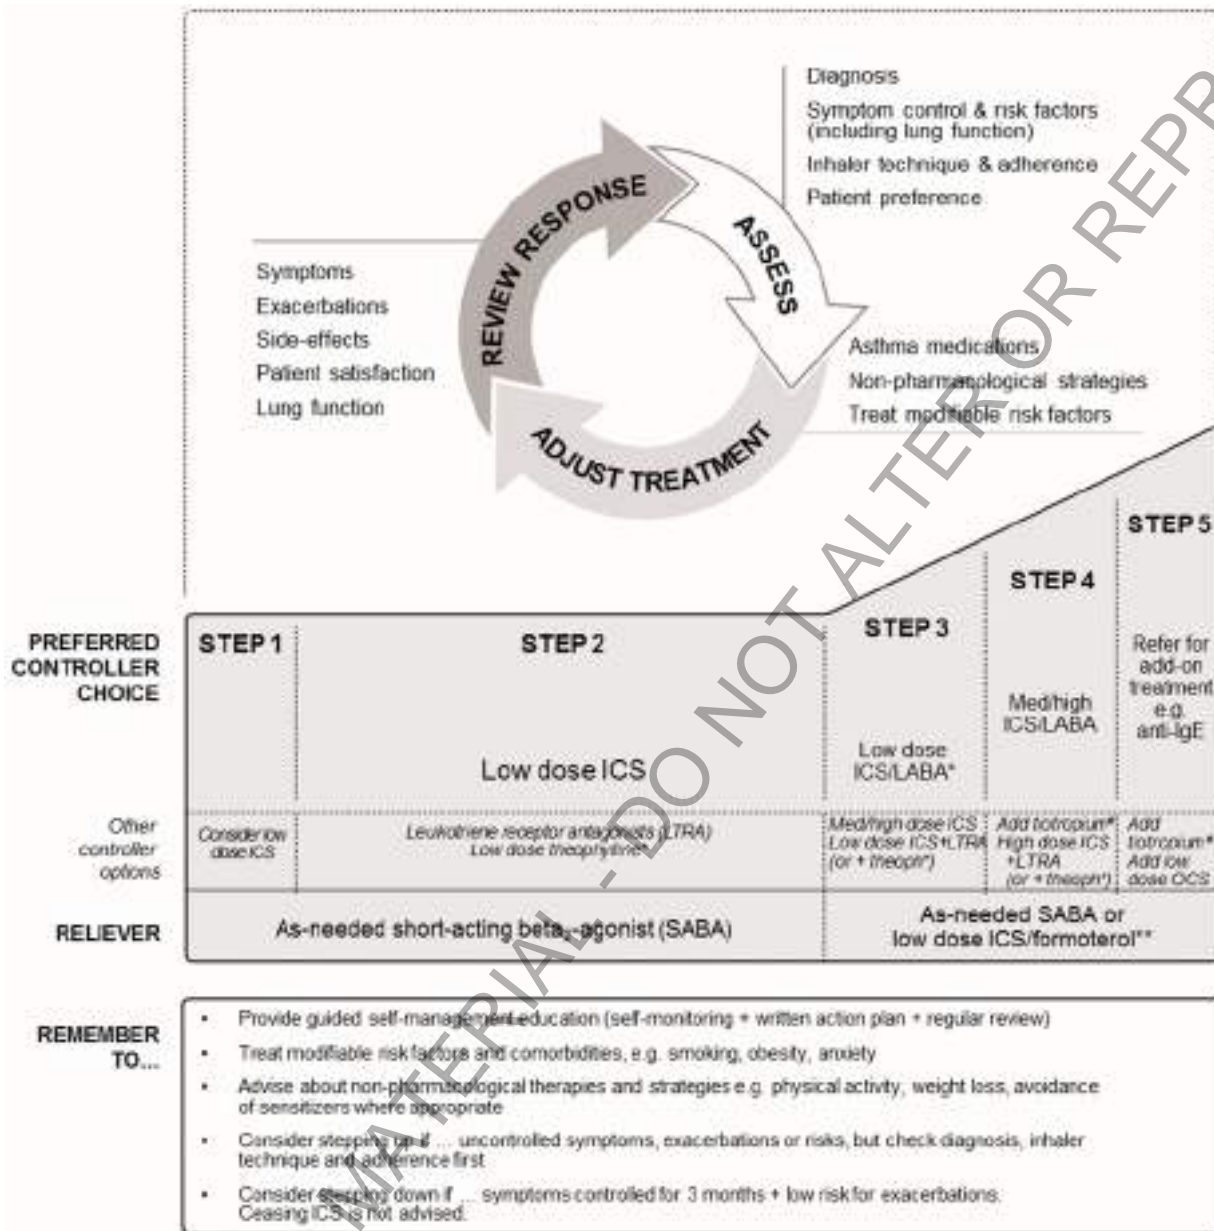 Diagnosis
Symptom control & risk factors
(including lung function)
Inhaler technique & adherence
Patient preference
REVIEW RESPONSE
ASSESS
ADJUST TREATMENT
Symptoms
Exacerbations
Side-effects
Patient satisfaction
Lung function
Asthma medications
Non-pharmacological strategies
Treat modifiable risk factors
PREFERRED
CONTROLLER
CHOICE
STEP 1
STEP 2
Low dose ICS
STEP 3
Low dose
ICS/LABA*
STEP 4
Med/high
ICS/LABA
STEP 5
Refer for
add-on
treatment
e.g.
anti-IgE
Other
controller
options
Consider low
dose ICS
Leukotriene receptor antagonists (LTRA)
Low dose theophylline*
Med/high dose ICS
Low dose ICS+LTRA
(or + theoph*)
Add tiotropium#
High dose ICS
+LTRA
(or + theoph*)
Add
tiotropium#
Add low
dose OCS
RELIEVER
As-needed short-acting beta₂-agonist (SABA)
As-needed SABA or
low dose ICS/formoterol**
REMEMBER
TO...
• Provide guided self-management education (self-monitoring + written action plan + regular review)
• Treat modifiable risk factors and comorbidities, e.g. smoking, obesity, anxiety
• Advise about non-pharmacological therapies and strategies e.g. physical activity, weight loss, avoidance
of sensitizers where appropriate
• Consider stepping up if ... uncontrolled symptoms, exacerbations or risks, but check diagnosis, inhaler
technique and adherence first
• Consider stepping down if ... symptoms controlled for 3 months + low risk for exacerbations.
Ceasing ICS is not advised.
MATERIAL - DO NOT ALTER OR REPR